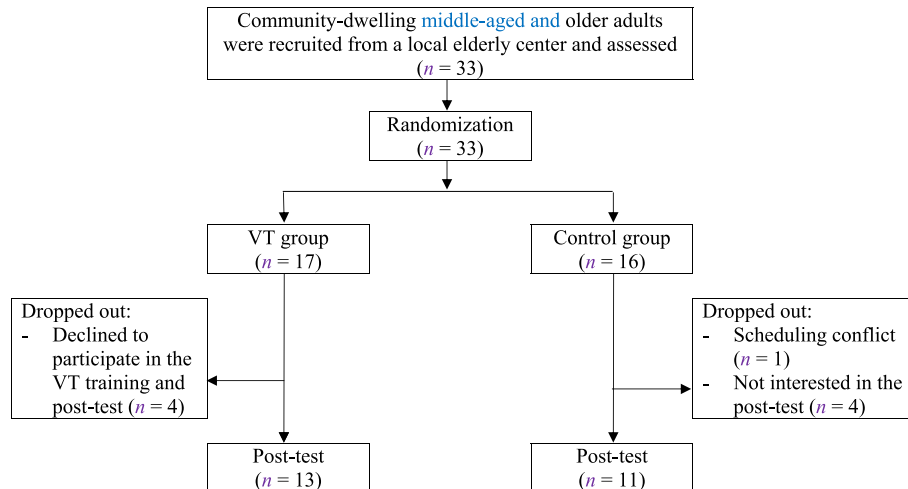 Community-dwelling middle-aged and older adults
were recruited from a local elderly center and assessed
(n = 33)
Randomization
(n = 33)
VT group
(n = 17)
Control group
(n = 16)
Dropped out:
- Declined to
participate in the
VT training and
post-test (n = 4)
Dropped out:
- Scheduling conflict
(n = 1)
- Not interested in the
post-test (n = 4)
Post-test
(n = 13)
Post-test
(n = 11)